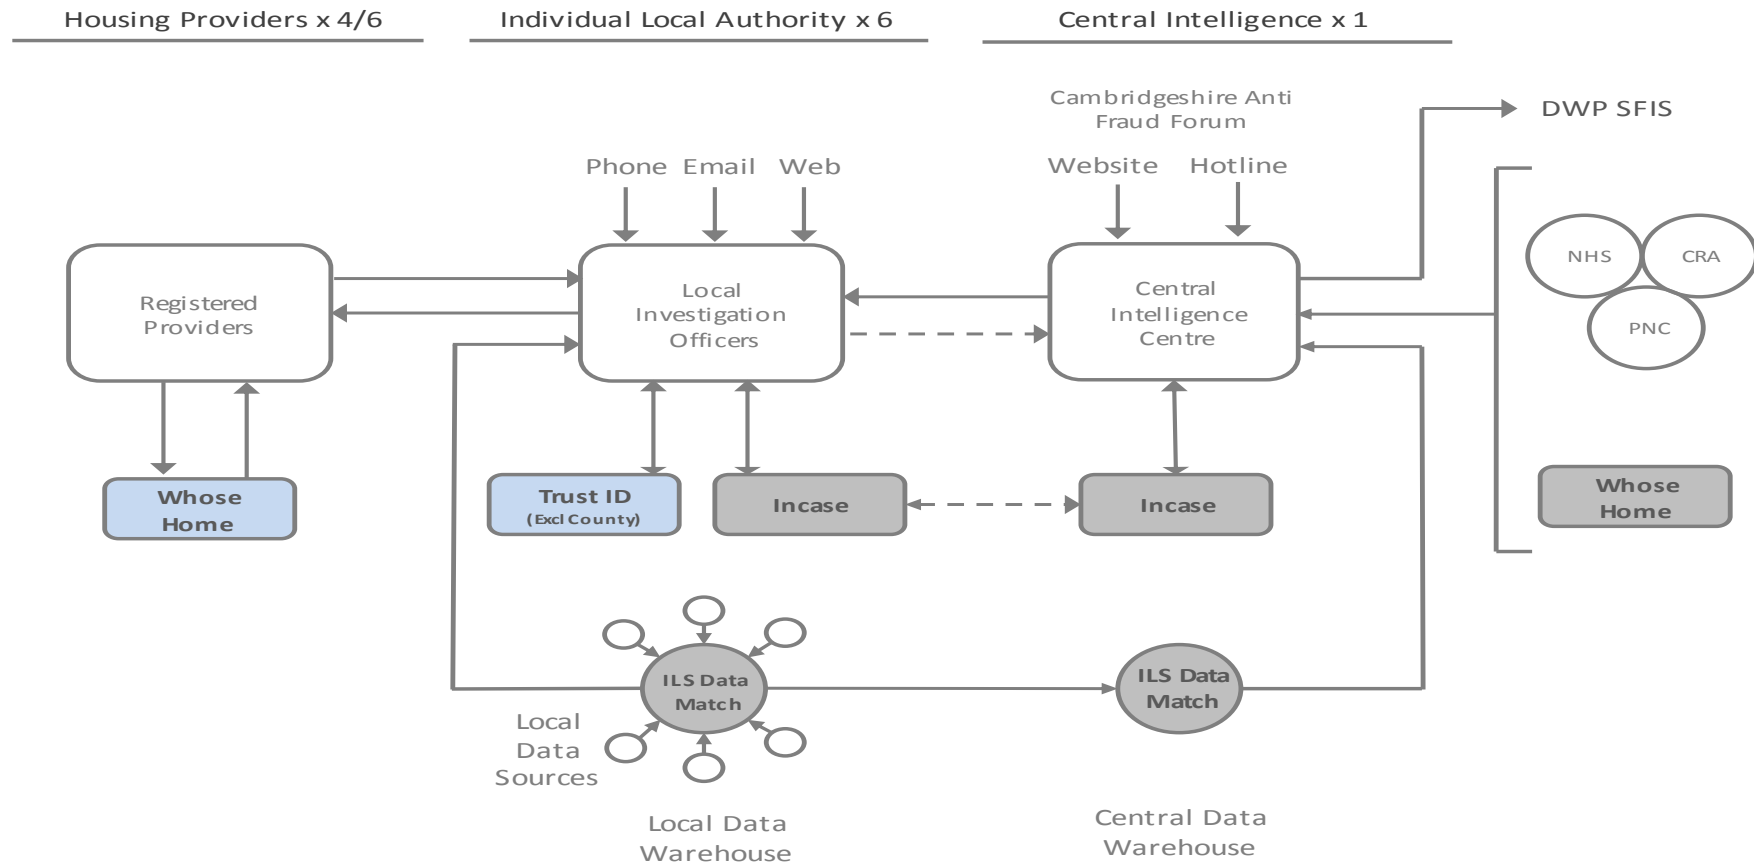 Housing Providers x 4/6
Individual Local Authority x 6
Central Intelligence x 1
Cambridgeshire Anti
Fraud Forum
DWP SFIS
Phone Email Web
Website Hotline
Registered
Providers
Local
Investigation
Officers
Central
Intelligence
Centre
NHS
CRA
PNC
Whose
Home
Trust ID
(Excl County)
Incase
Incase
Whose
Home
ILS Data
Match
ILS Data
Match
Local
Data
Sources
Local Data
Warehouse
Central Data
Warehouse